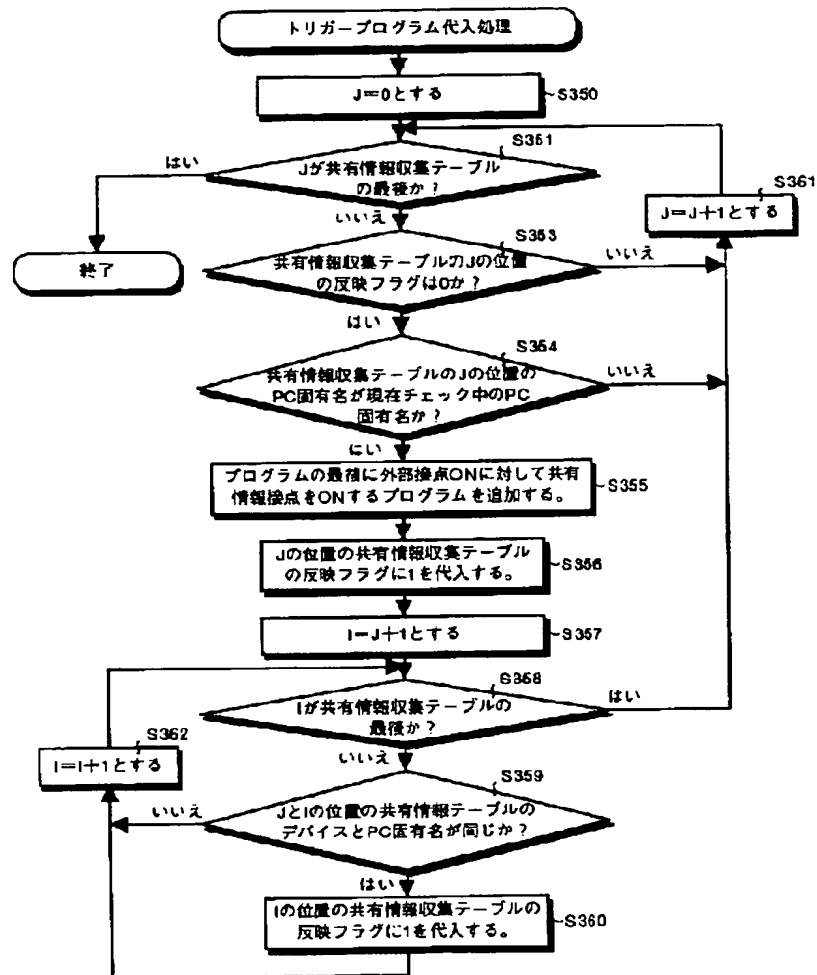 トリガープログラム代入処理
J=0とする
S350
S351
はい
Jが共有情報収集テーブル
の最後か?
S361
J=J+1とする
いいえ
S353
終了
共有情報収集テーブルのJの位置
の反映フラグは0か?
いいえ
はい
S354
共有情報収集テーブルのJの位置の
PC固有名が現在チェック中のPC
固有名か?
いいえ
はい
プログラムの最後に外部接点ONに対して共有
情報接点をONするプログラムを追加する。
S355
Jの位置の共有情報収集テーブル
の反映フラグに1を代入する。
S356
I=J+1とする
S357
S358
Iが共有情報収集テーブルの
最後か?
はい
S362
I=I+1とする
いいえ
S359
いいえ
JとIの位置の共有情報テーブルの
デバイスとPC固有名が同じか?
はい
Iの位置の共有情報収集テーブルの
反映フラグに1を代入する。
S360